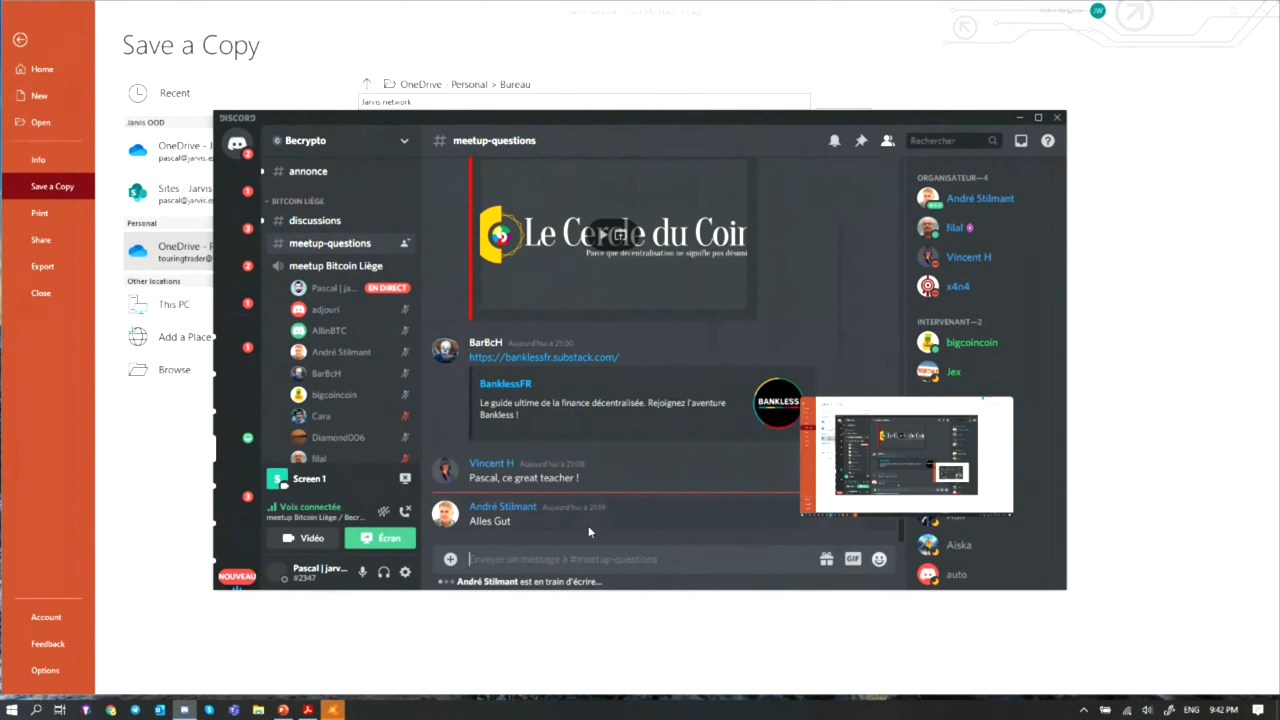 Save a Copy
Home
New
Open
Info
Save a Copy
Print
Share
Export
Close
Account
Feedback
Options
Recent
Jarvis OOD
OneDrive - J
pascal@jarvis.e
Sites - Jarvis
pascal@jarvis.e
Personal
OneDrive - P
touringtrader@
Other locations
This PC
Add a Place
Browse
OneDrive - Personal > Bureau
Jarvis network
JW
DISCORD
Becrypto
# annonce
BITCOIN LIÈGE
# discussions
# meetup-questions
meetup Bitcoin Liège
Pascal | ja... EN DIRECT
adjouri
AllinBTC
André Stilmant
BarBcH
bigcoincoin
Cara
Diamond006
filal
Screen 1
Voix connectée
meetup Bitcoin Liège / Becr...
Vidéo
Écran
Pascal | jarv...
#2347
NOUVEAU
# meetup-questions
Rechercher
Le Cercle du Coin
Parce que décentralisation ne signifie pas
BarBcH Aujourd'hui à 21:00
https://banklessfr.substack.com/
BanklessFR
Le guide ultime de la finance décentralisée. Rejoignez l'aventure
Bankless !
BANKLESS
Vincent H Aujourd'hui à 21:08
Pascal, ce great teacher !
André Stilmant Aujourd'hui à 21:19
Alles Gut
Envoyer un message à #meetup-questions
GIF
André Stilmant est en train d'écrire...
ORGANISATEUR—4
André Stilmant
filal
Vincent H
x4n4
INTERVENANT—2
bigcoincoin
Jex
Aiska
auto
ENG
9:42 PM